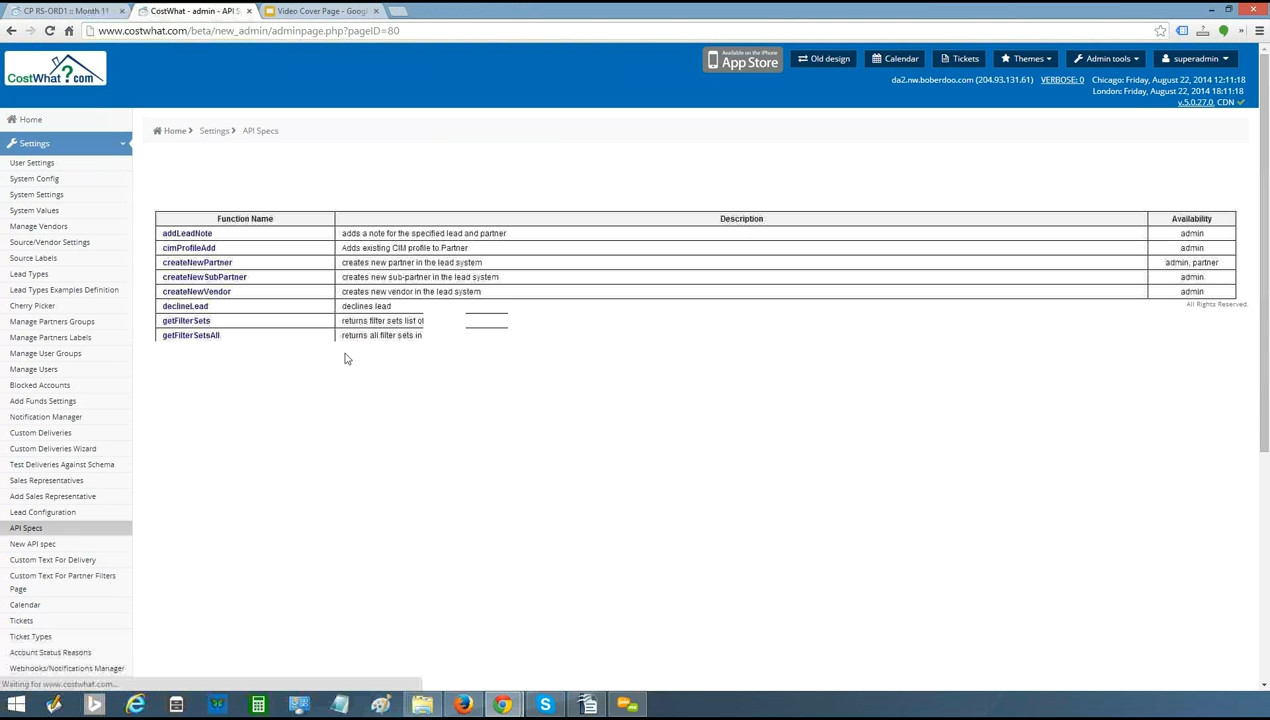 CP RS-ORD1 :: Month 11
CostWhat - admin - API S
Video Cover Page - Goog
www.costwhat.com/beta/new_admin/adminpage.php?pageID=80
CostWhat?.com
Available on the iPhone
App Store
Old design
Calendar
Tickets
Themes
Admin tools
superadmin
da2.nw.boberdoo.com (204.93.131.61) VERBOSE: 0 Chicago: Friday, August 22, 2014 12:11:18
London: Friday, August 22, 2014 18:11:18
v.5.0.27.0, CDN
Home
Settings
User Settings
System Config
System Settings
System Values
Manage Vendors
Source/Vendor Settings
Source Labels
Lead Types
Lead Types Examples Definition
Cherry Picker
Manage Partners Groups
Manage Partners Labels
Manage User Groups
Manage Users
Blocked Accounts
Add Funds Settings
Notification Manager
Custom Deliveries
Custom Deliveries Wizard
Test Deliveries Against Schema
Sales Representatives
Add Sales Representative
Lead Configuration
API Specs
New API spec
Custom Text For Delivery
Custom Text For Partner Filters
Page
Calendar
Tickets
Ticket Types
Account Status Reasons
Webhooks/Notifications Manager
Waiting for www.costwhat.com...
Home Settings API Specs
Function Name Description Availability
addLeadNote adds a note for the specified lead and partner admin
cimProfileAdd Adds existing CIM profile to Partner admin
createNewPartner creates new partner in the lead system admin, partner
createNewSubPartner creates new sub-partner in the lead system admin
createNewVendor creates new vendor in the lead system admin
declineLead declines lead
getFilterSets returns filter sets list of
getFilterSetsAll returns all filter sets in
All Rights Reserved.